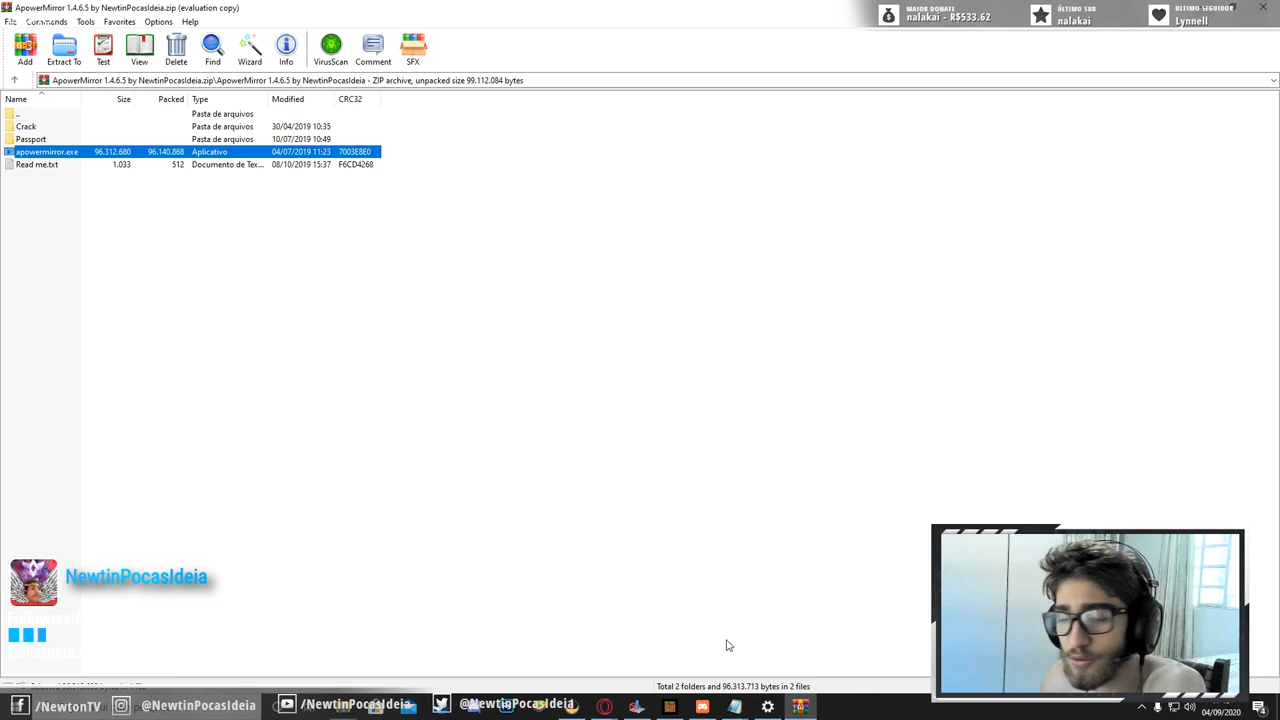 ApowerMirror 1.4.6.5 by NewtinPocasIdeia.zip (evaluation copy)
MAIOR DONATE
nalakai - R$533.62
ÚLTIMO SUB
nalakai
ÚLTIMO SEGUIDOR
Lynnell
File Commands Tools Favorites Options Help
Add Extract To Test View Delete Find Wizard Info VirusScan Comment SFX
ApowerMirror 1.4.6.5 by NewtinPocasIdeia.zip\ApowerMirror 1.4.6.5 by NewtinPocasIdeia - ZIP archive, unpacked size 99.112.084 bytes
Name Size Packed Type Modified CRC32
.. Pasta de arquivos
Crack Pasta de arquivos 30/04/2019 10:35
Passport Pasta de arquivos 10/07/2019 10:49
apowermirror.exe 96.312.680 96.140.868 Aplicativo 04/07/2019 11:23 7003E8E0
Read me.txt 1.033 512 Documento de Tex... 08/10/2019 15:37 F6CD4268
NewtinPocasIdeia
Followers:
Donations:
Total 2 folders and 96.313.713 bytes in 2 files
/NewtonTV @NewtinPocasIdeia /NewtinPocasIdeia @NewtinPocasIdeia
04/09/2020